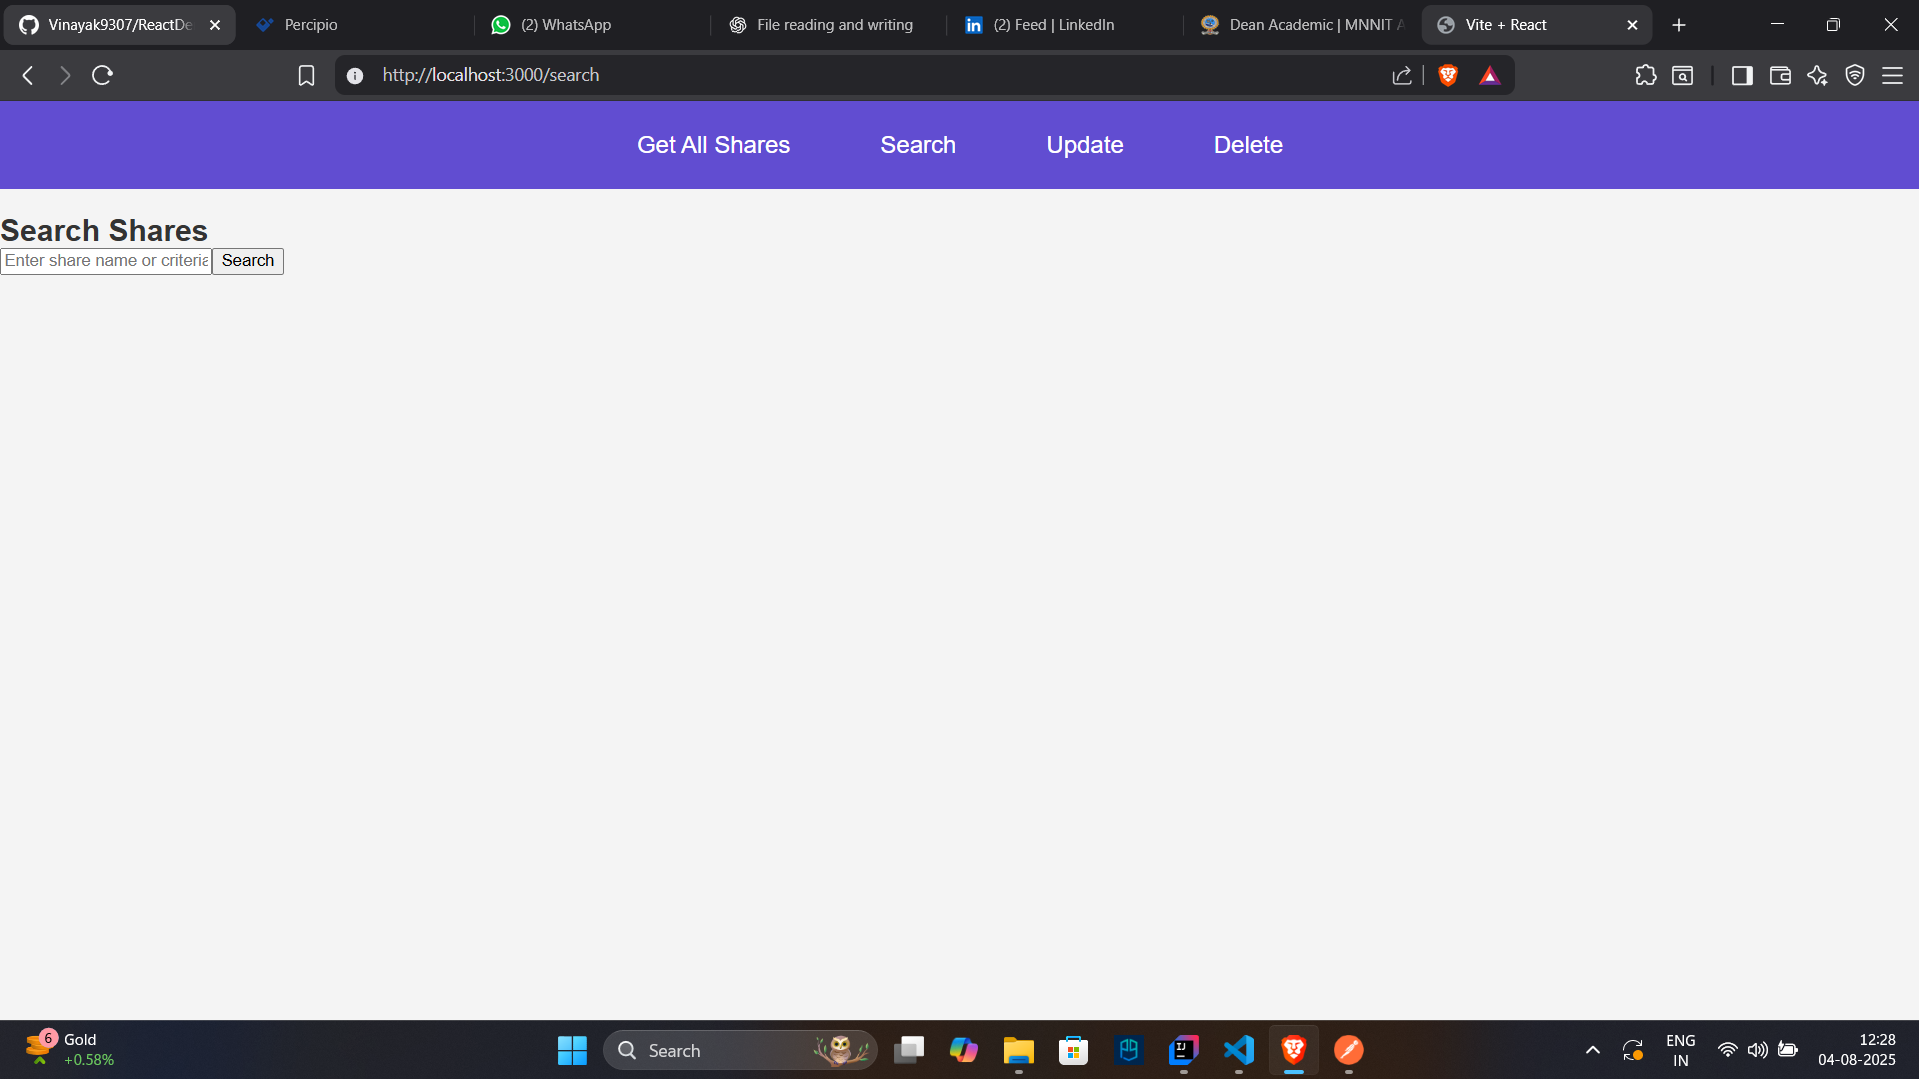 Vinayak9307/ReactDe
Percipio
(2) WhatsApp
File reading and writing
(2) Feed | LinkedIn
Dean Academic | MNNIT A
Vite + React
http://localhost:3000/search
Get All Shares
Search
Update
Delete
Search Shares
Enter share name or criteria
Search
6
Gold
+0.58%
Search
ENG
IN
12:28
04-08-2025